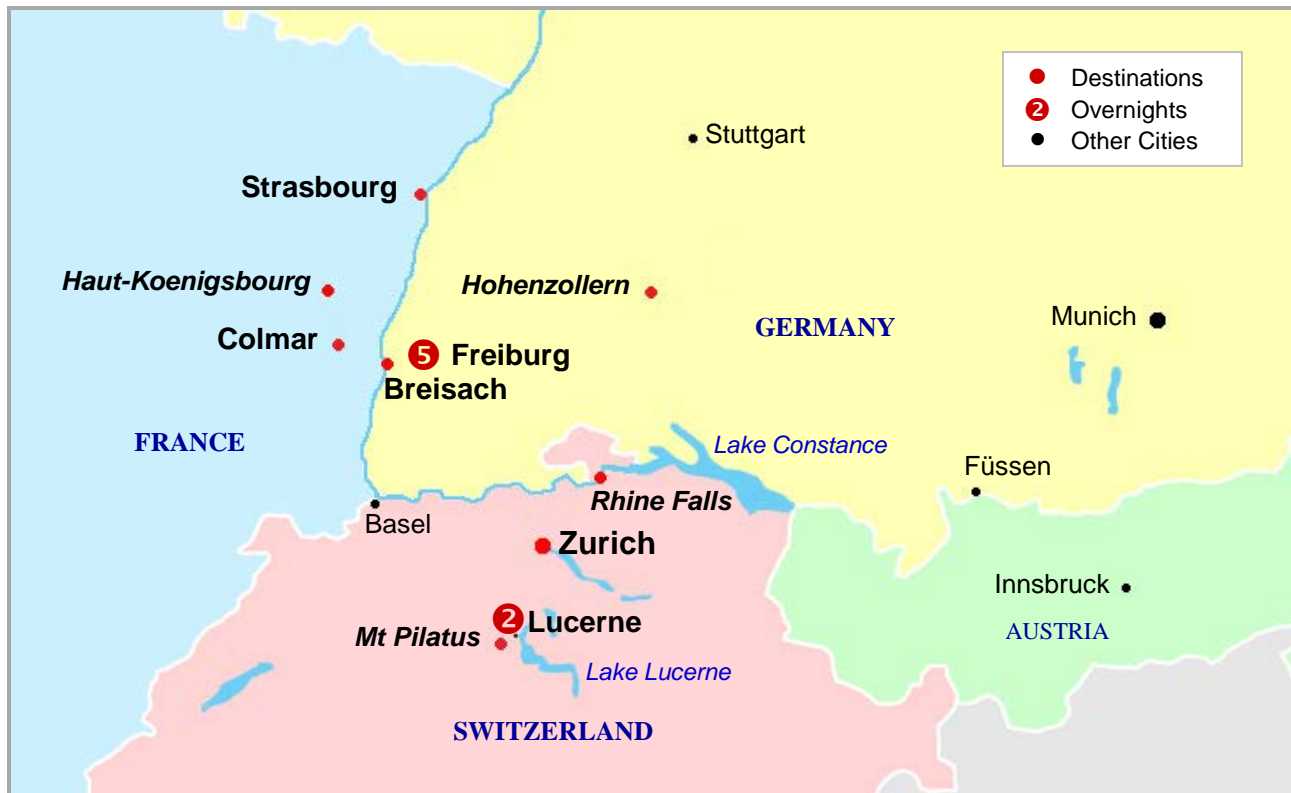 Destinations
2 Overnights
Other Cities
Stuttgart
Strasbourg
Haut-Koenigsbourg
Hohenzollern
Munich
GERMANY
Colmar
5 Freiburg
Breisach
FRANCE
Lake Constance
Füssen
Rhine Falls
Basel
Zurich
Innsbruck
2 Lucerne
AUSTRIA
Mt Pilatus
Lake Lucerne
SWITZERLAND